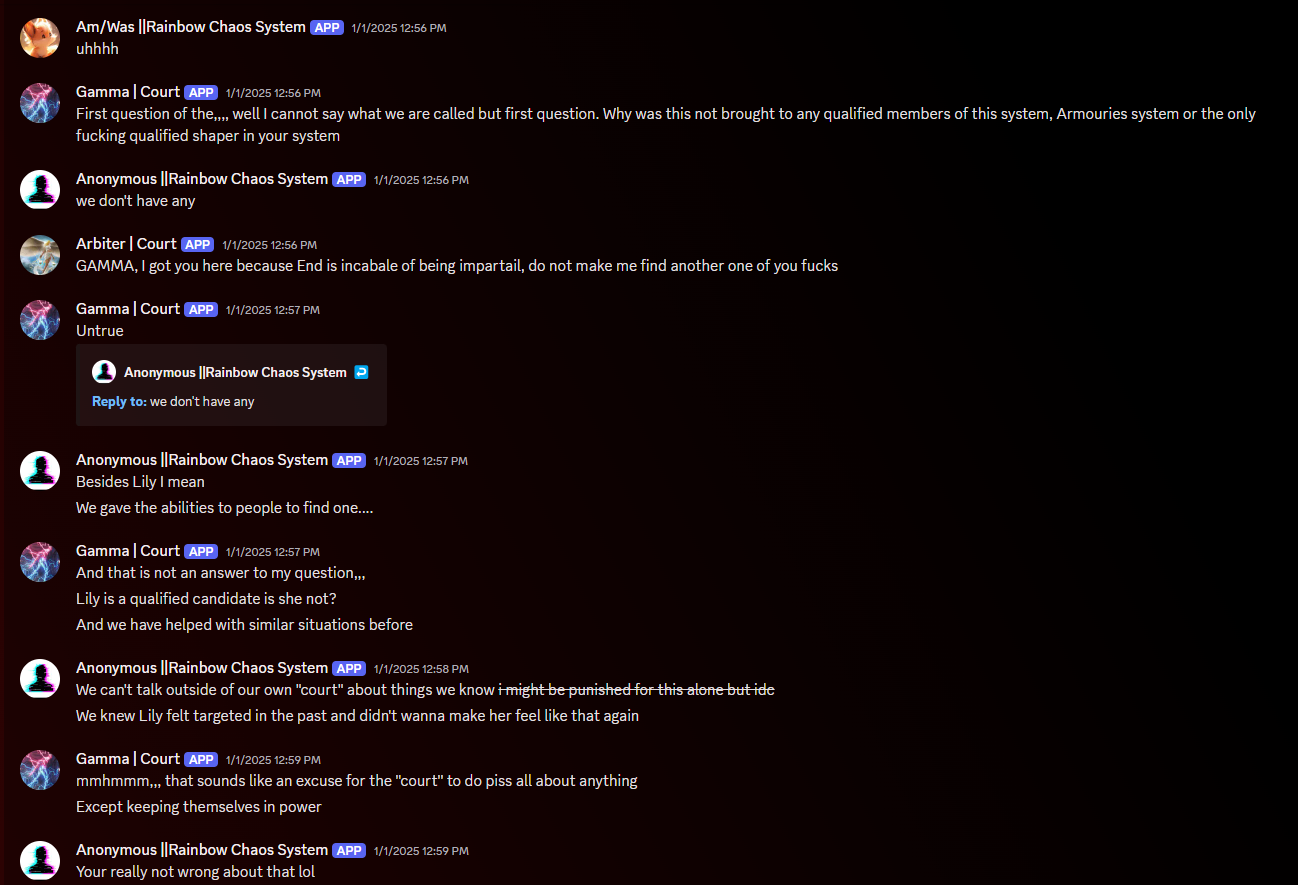 Am/Was ||Rainbow Chaos System APP 1/1/2025 12:56 PM
uhhhh
Gamma | Court APP 1/1/2025 12:56 PM
First question of the,,,, well I cannot say what we are called but first question. Why was this not brought to any qualified members of this system, Armouries system or the only
fucking qualified shaper in your system
Anonymous ||Rainbow Chaos System APP 1/1/2025 12:56 PM
we don't have any
Arbiter | Court APP 1/1/2025 12:56 PM
GAMMA, I got you here because End is incabale of being impartail, do not make me find another one of you fucks
Gamma | Court APP 1/1/2025 12:57 PM
Untrue
Anonymous ||Rainbow Chaos System
Reply to: we don't have any
Anonymous ||Rainbow Chaos System APP 1/1/2025 12:57 PM
Besides Lily I mean
We gave the abilities to people to find one....
Gamma | Court APP 1/1/2025 12:57 PM
And that is not an answer to my question,,,
Lily is a qualified candidate is she not?
And we have helped with similar situations before
Anonymous ||Rainbow Chaos System APP 1/1/2025 12:58 PM
We can't talk outside of our own "court" about things we know i might be punished for this alone but idc
We knew Lily felt targeted in the past and didn't wanna make her feel like that again
Gamma | Court APP 1/1/2025 12:59 PM
mmhmmm,,, that sounds like an excuse for the "court" to do piss all about anything
Except keeping themselves in power
Anonymous ||Rainbow Chaos System APP 1/1/2025 12:59 PM
Your really not wrong about that lol